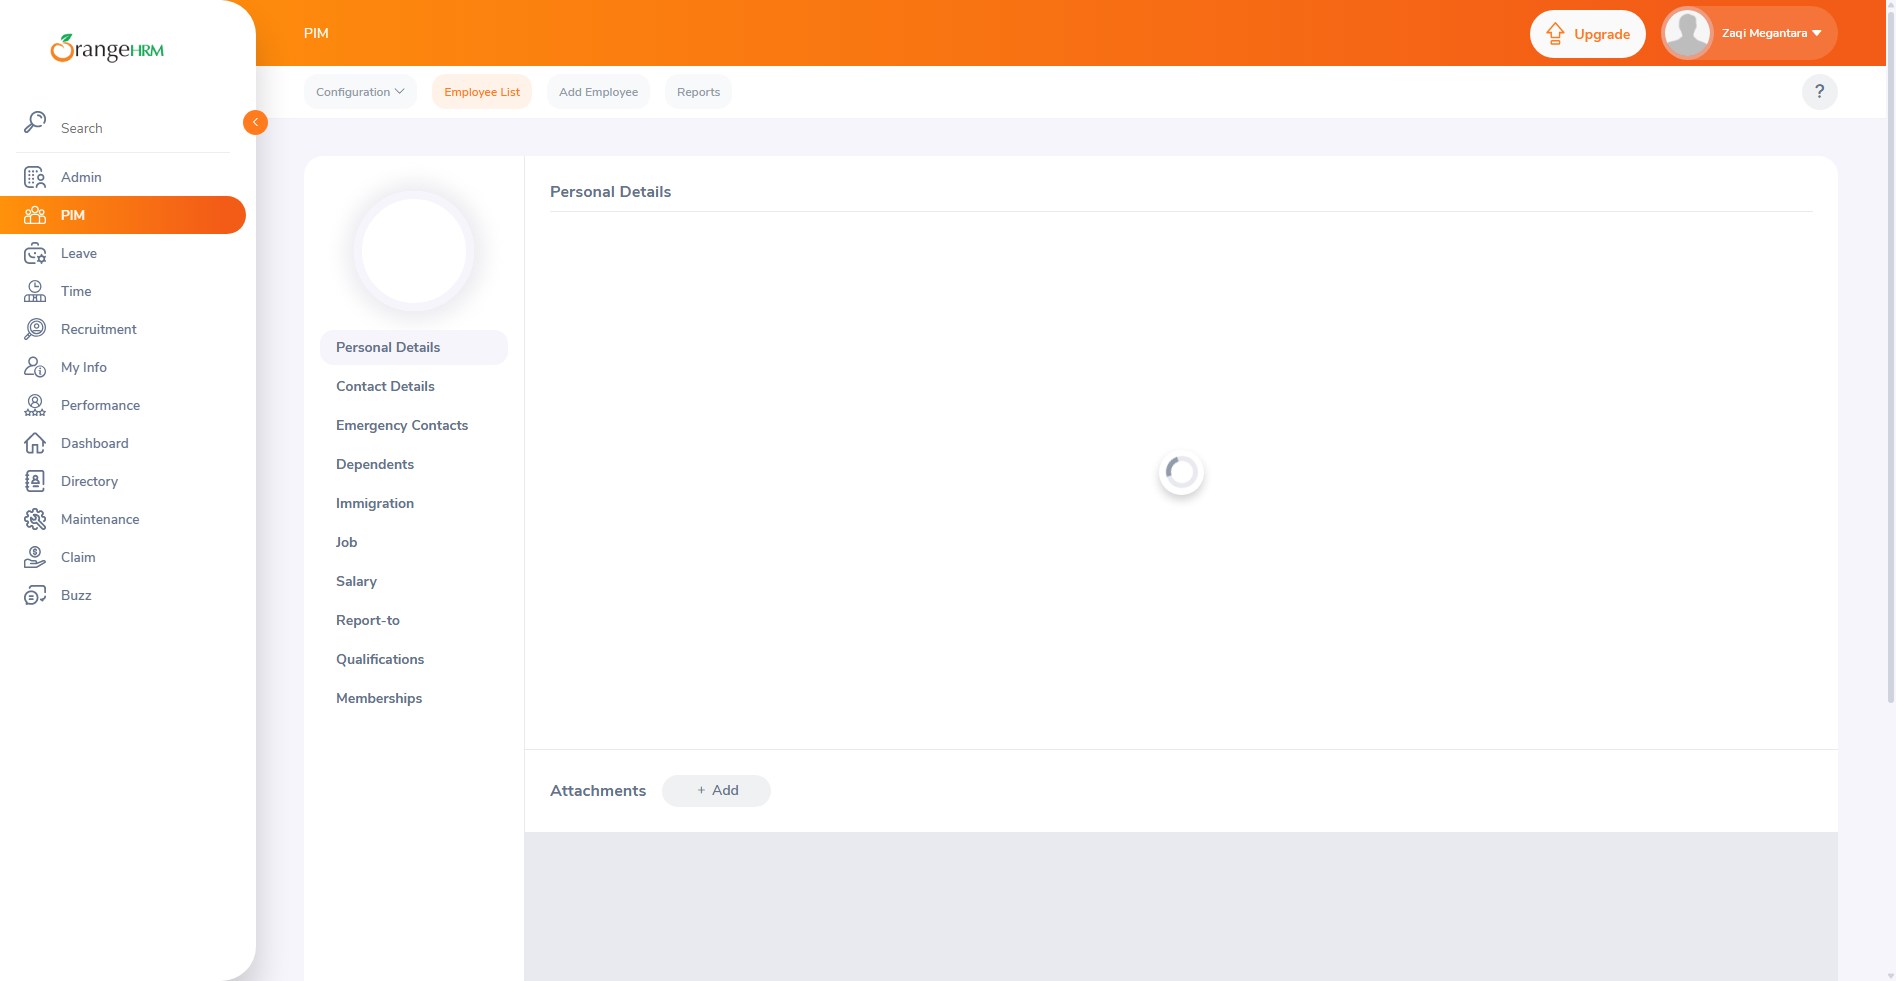 OrangeHRM
PIM
Upgrade
Zaqi Megantara
Configuration
Employee List
Add Employee
Reports
?
Search
Admin
PIM
Leave
Time
Recruitment
My Info
Performance
Dashboard
Directory
Maintenance
Claim
Buzz
Personal Details
Contact Details
Emergency Contacts
Dependents
Immigration
Job
Salary
Report-to
Qualifications
Memberships
Personal Details
Attachments
+ Add